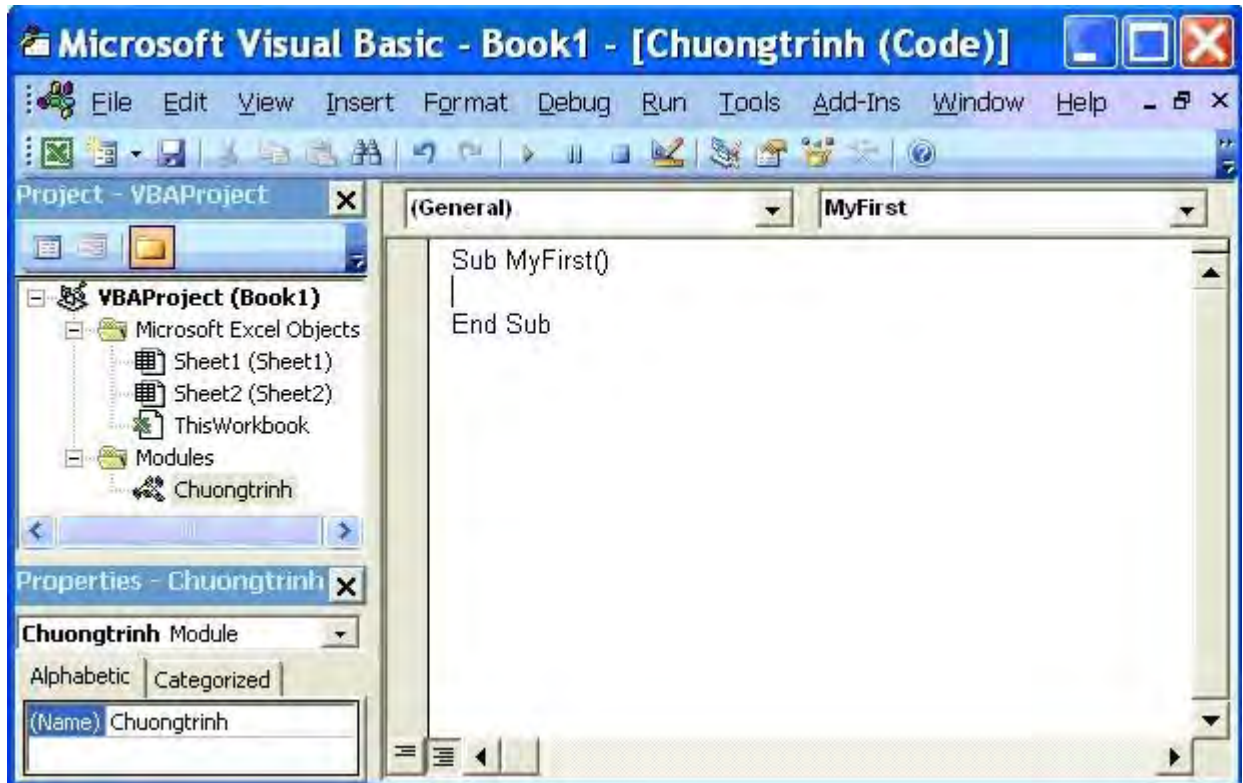 Microsoft Visual Basic - Book1 - [Chuongtrinh (Code)]
File Edit View Insert Format Debug Run Tools Add-Ins Window Help
Project - VBAProject
(General)
MyFirst
VBAProject (Book1)
Microsoft Excel Objects
Sheet1 (Sheet1)
Sheet2 (Sheet2)
ThisWorkbook
Modules
Chuongtrinh
Properties - Chuongtrinh
Chuongtrinh Module
Alphabetic Categorized
(Name) Chuongtrinh
Sub MyFirst()
End Sub